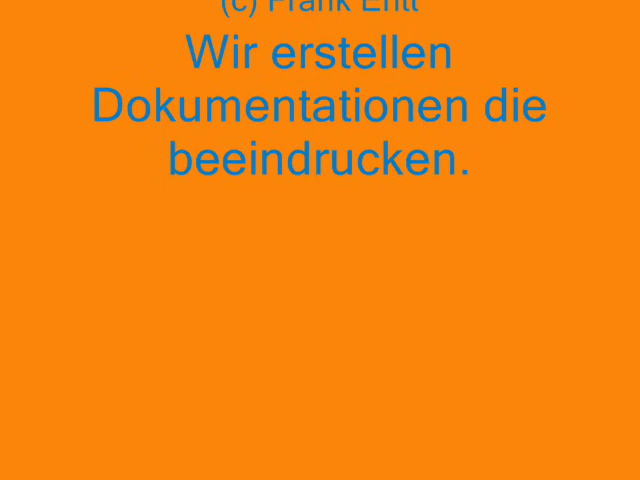 (c) Frank
Wir erstellen
Dokumentationen die
beeindrucken.